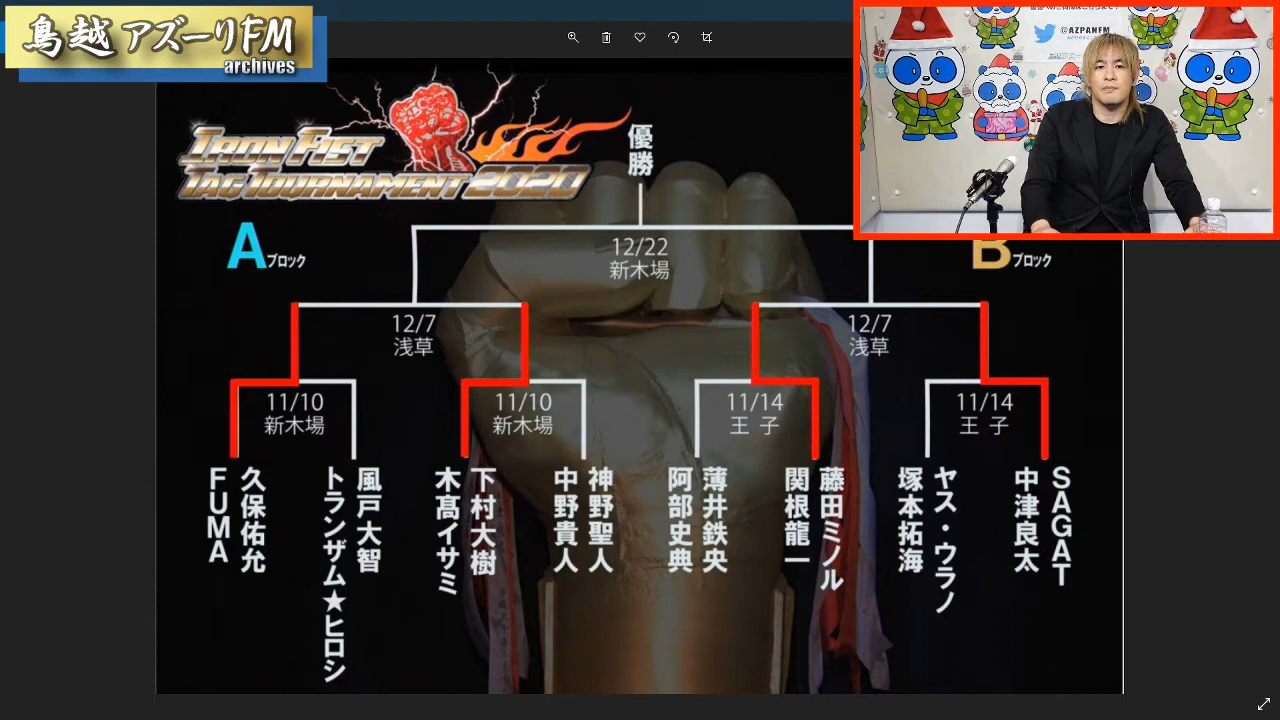 鳥越アズーリFM
archives
@AZPANFM
IRON FIST
TAG TOURNAMENT 2020
優勝
Aブロック
Bブロック
12/22
新木場
12/7
浅草
12/7
浅草
11/10
新木場
11/10
新木場
11/14
王子
11/14
王子
久保佑允
FUMA
風戸大智
トランザム★ヒロシ
下村大樹
木髙イサミ
神野聖人
中野貴人
薄井鉄央
阿部史典
藤田ミノル
関根龍一
ヤス・ウラノ
塚本拓海
SAGAT
中津良太